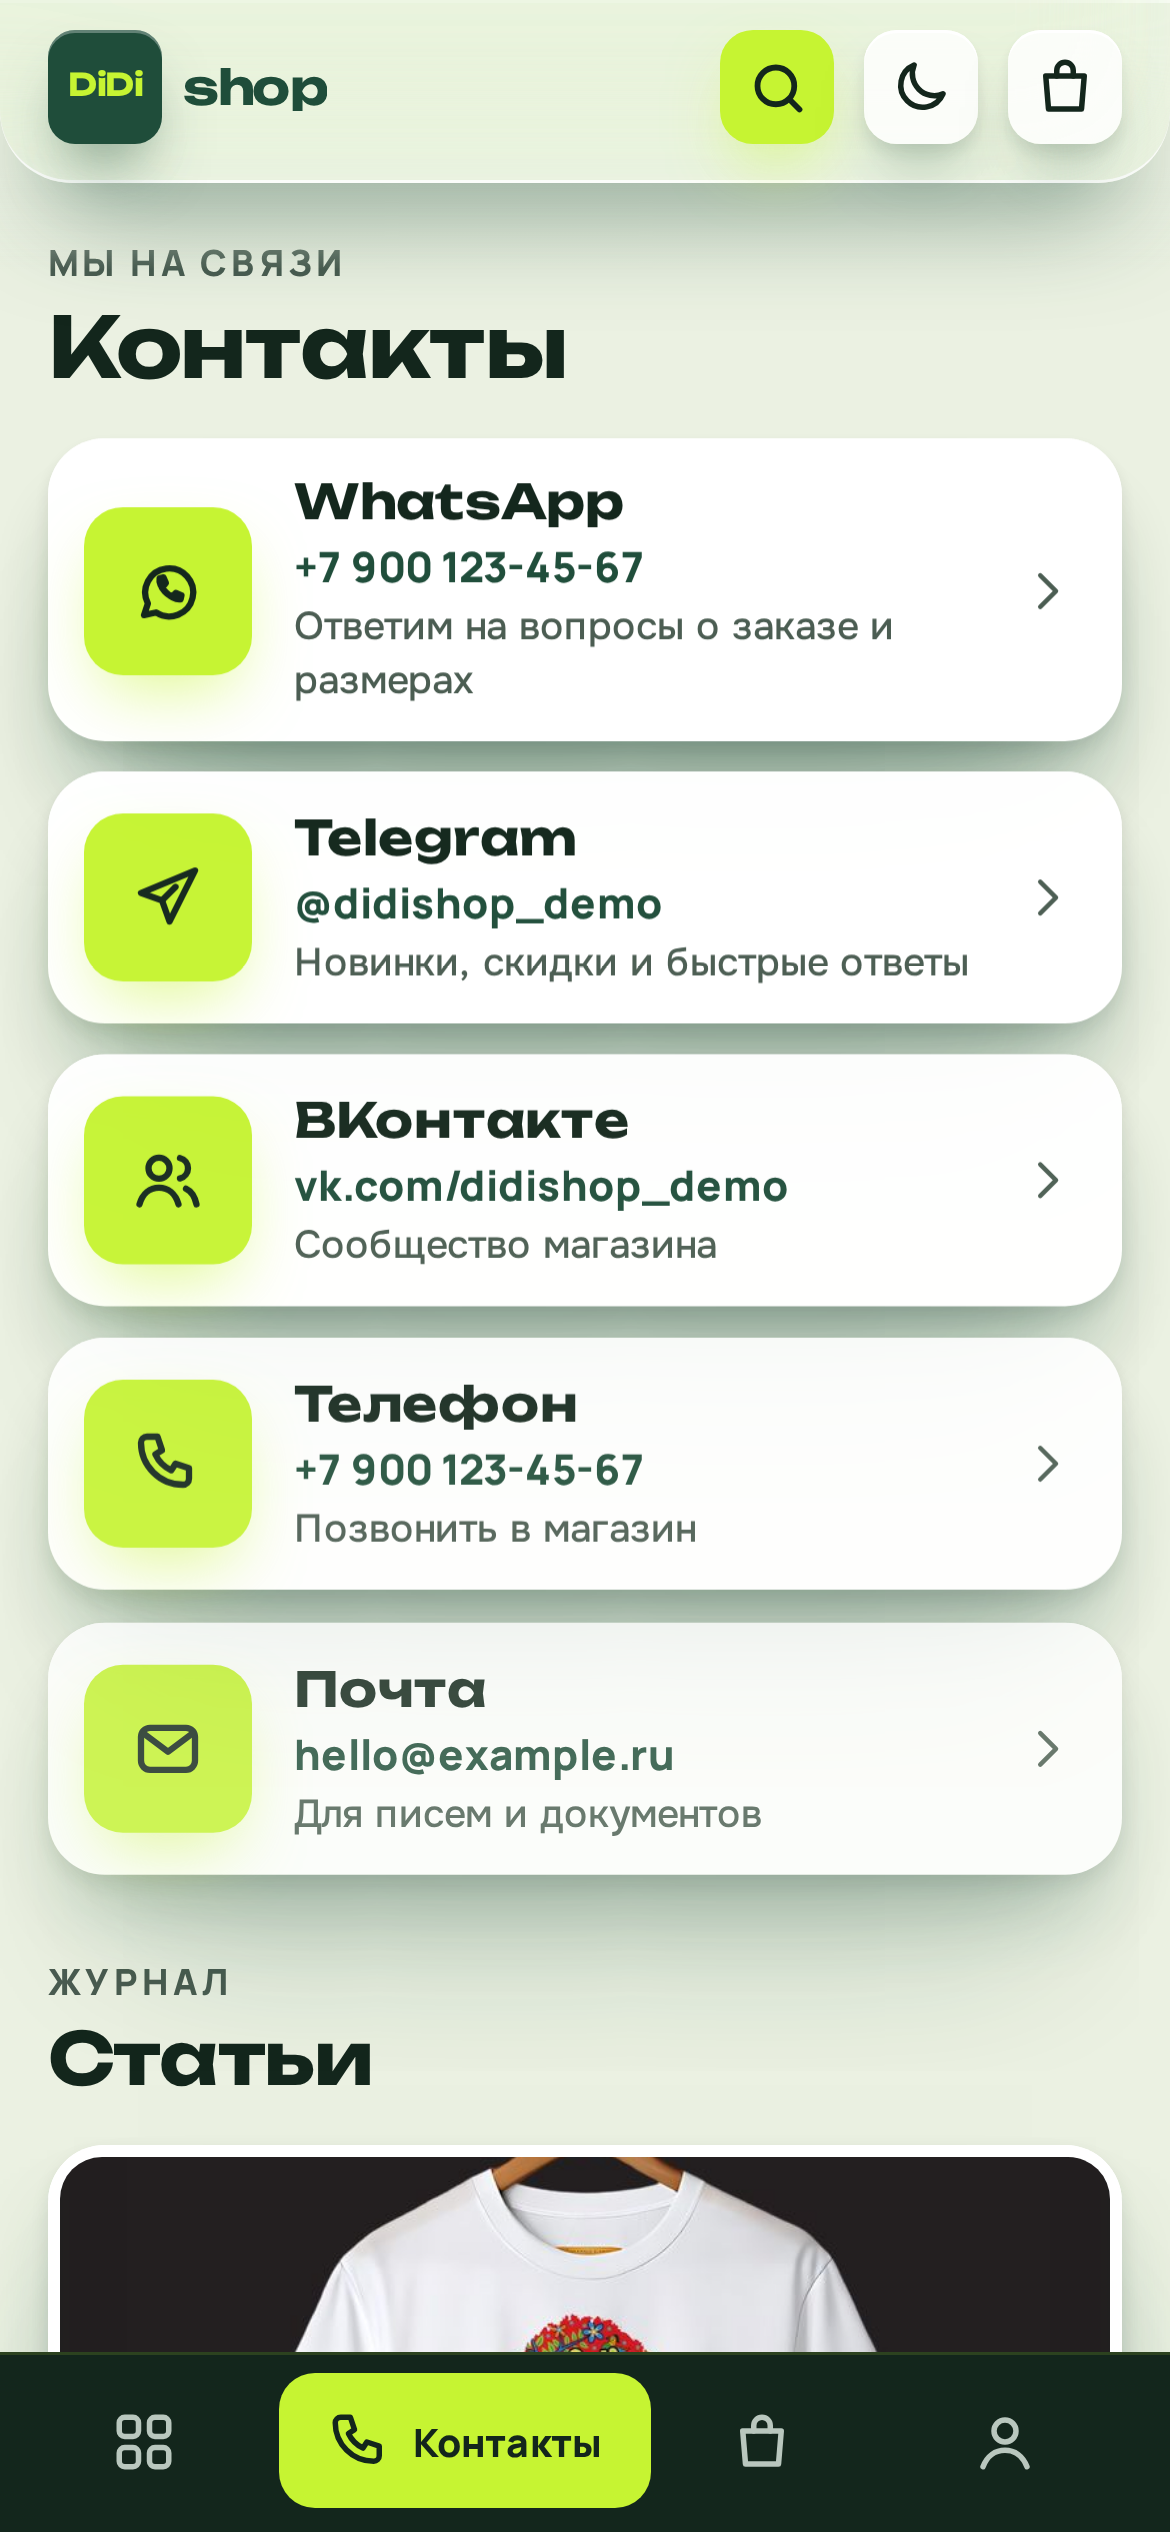 DiDi shop
МЫ НА СВЯЗИ
Контакты
WhatsApp
+7 900 123-45-67
Ответим на вопросы о заказе и
размерах
Telegram
@didishop_demo
Новинки, скидки и быстрые ответы
ВКонтакте
vk.com/didishop_demo
Сообщество магазина
Телефон
+7 900 123-45-67
Позвонить в магазин
Почта
hello@example.ru
Для писем и документов
ЖУРНАЛ
Статьи
Контакты